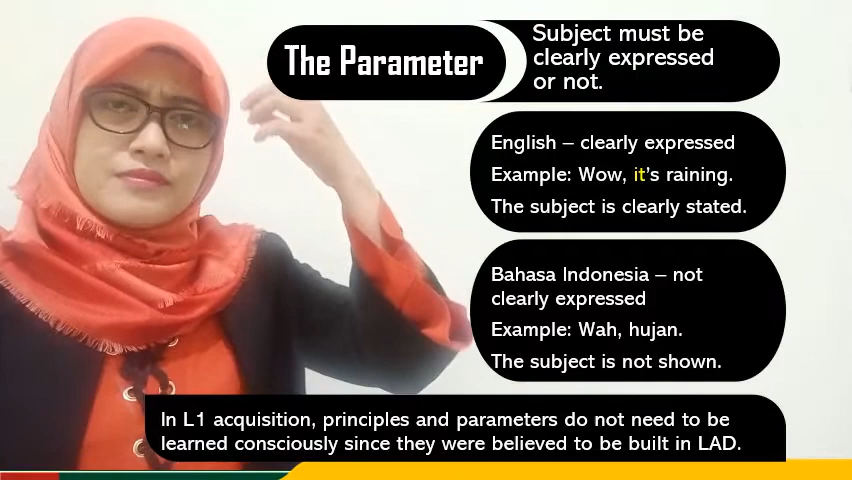 The Parameter
Subject must be
clearly expressed
or not.
English – clearly expressed
Example: Wow, it's raining.
The subject is clearly stated.
Bahasa Indonesia – not
clearly expressed
Example: Wah, hujan.
The subject is not shown.
In L1 acquisition, principles and parameters do not need to be
learned consciously since they were believed to be built in LAD.